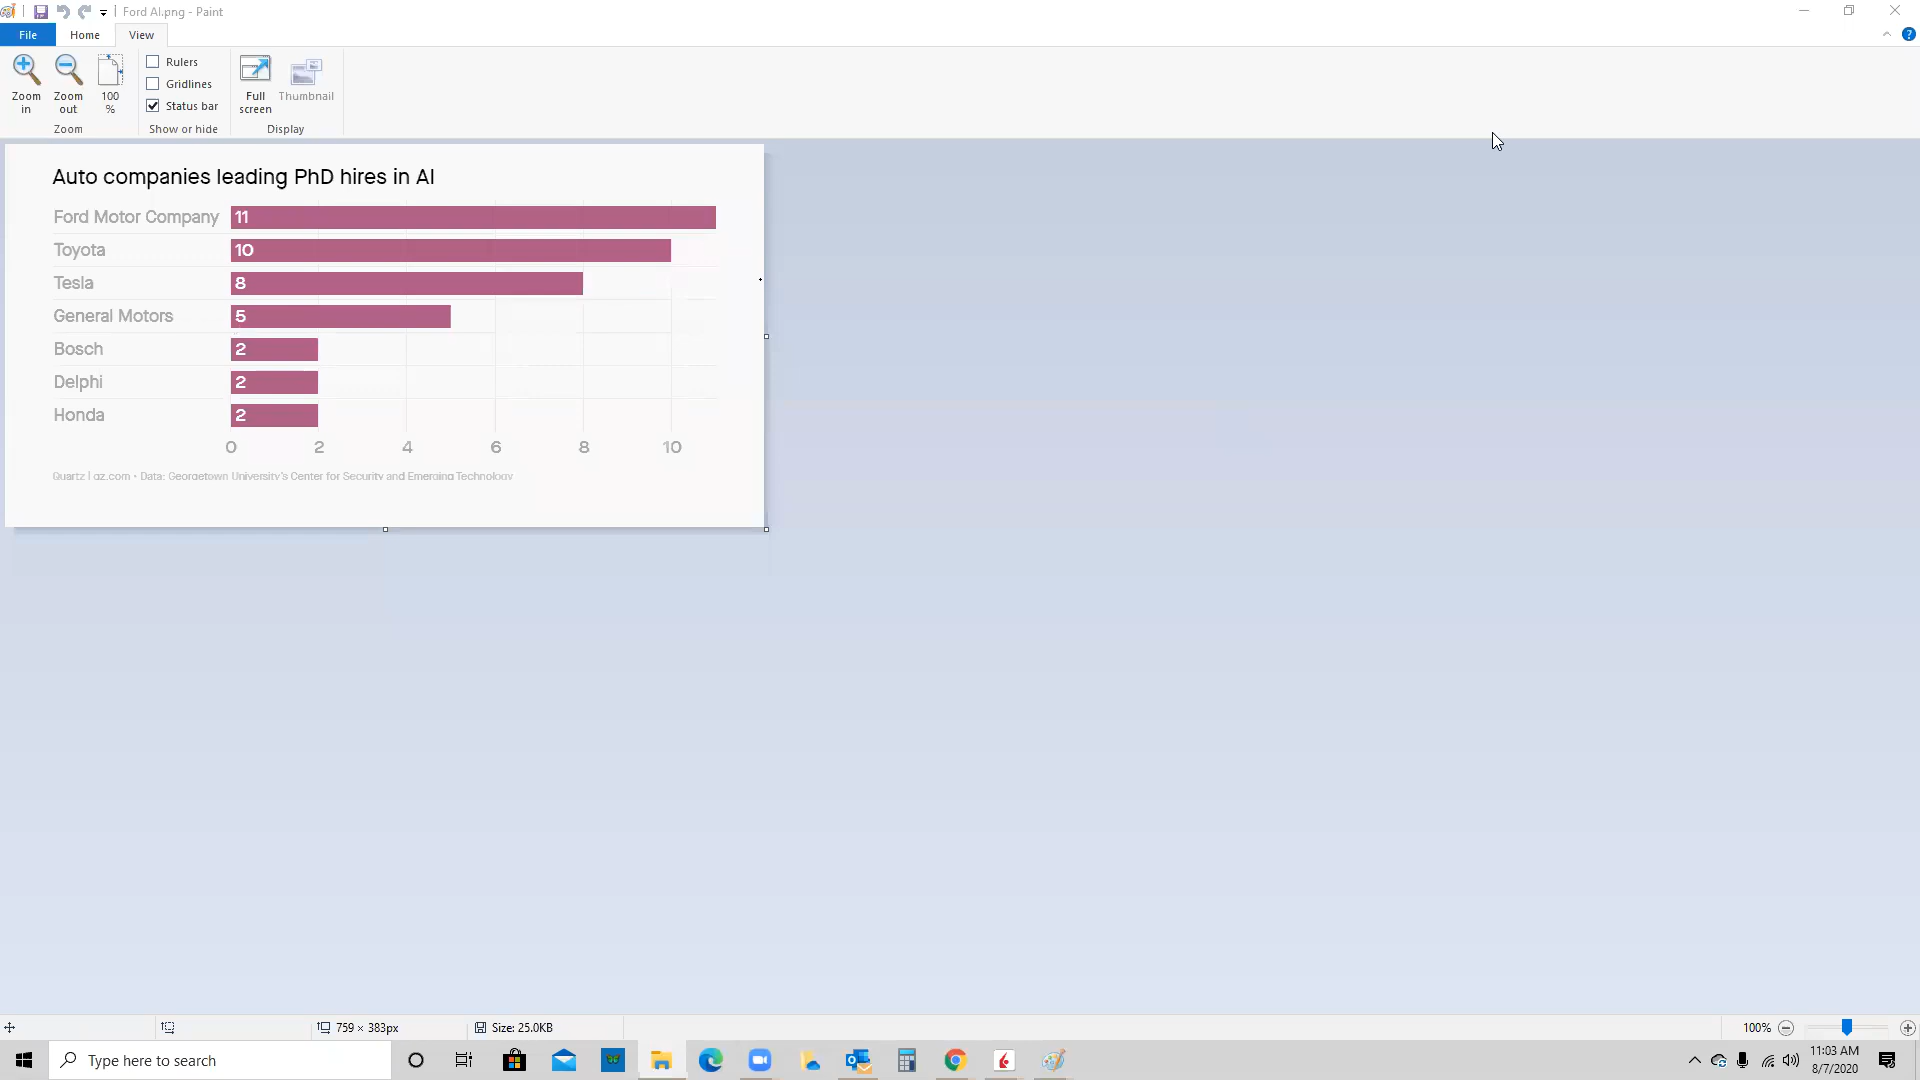 Ford AI.png - Paint
File Home View
Zoom in
Zoom out
100 %
Rulers
Gridlines
Status bar
Full screen
Thumbnail
Zoom
Show or hide
Display
Auto companies leading PhD hires in AI
Ford Motor Company 11
Toyota 10
Tesla 8
General Motors 5
Bosch 2
Delphi 2
Honda 2
0 2 4 6 8 10
Quartz | qz.com • Data: Georgetown University's Center for Security and Emerging Technology
759 × 383px
Size: 25.0KB
100%
Type here to search
11:03 AM
8/7/2020